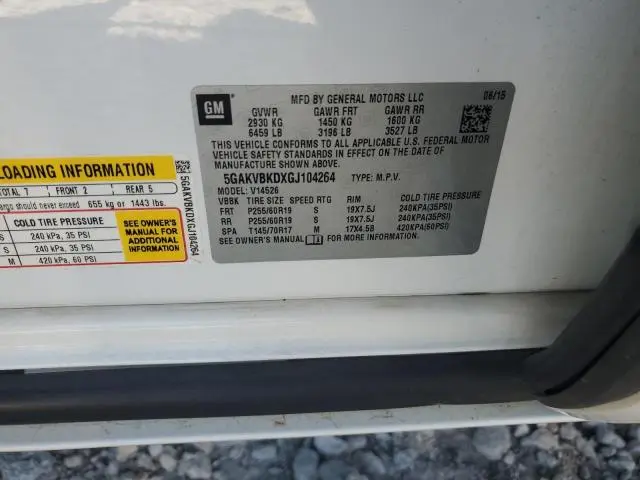 GM
MFD BY GENERAL MOTORS LLC
06/15
GVWR GAWR FRT GAWR RR
2930 KG 1450 KG 1600 KG
6459 LB 3196 LB 3527 LB
THIS VEHICLE CONFORMS TO ALL APPLICABLE U.S. FEDERAL MOTOR
VEHICLE SAFETY STANDARDS IN EFFECT ON THE DATE OF
MANUFACTURE SHOWN ABOVE.
5GAKVBKDXGJ104264 TYPE: M.P.V.
MODEL: V14526
VBBK TIRE SIZE SPEED RTG RIM COLD TIRE PRESSURE
FRT P255/60R19 S 19X7.5J 240KPA(35PSI)
RR P255/60R19 S 19X7.5J 240KPA(35PSI)
SPA T145/70R17 M 17X4.5B 420KPA(60PSI)
SEE OWNER'S MANUAL FOR MORE INFORMATION.
LOADING INFORMATION
TOTAL 7 FRONT 2 REAR 5
cargo should never exceed 655 kg or 1443 lbs.
COLD TIRE PRESSURE
S 240 kPa, 35 PSI
S 240 kPa, 35 PSI
M 420 kPa, 60 PSI
SEE OWNER'S
MANUAL FOR
ADDITIONAL
INFORMATION
5GAKVBKDXGJ104264